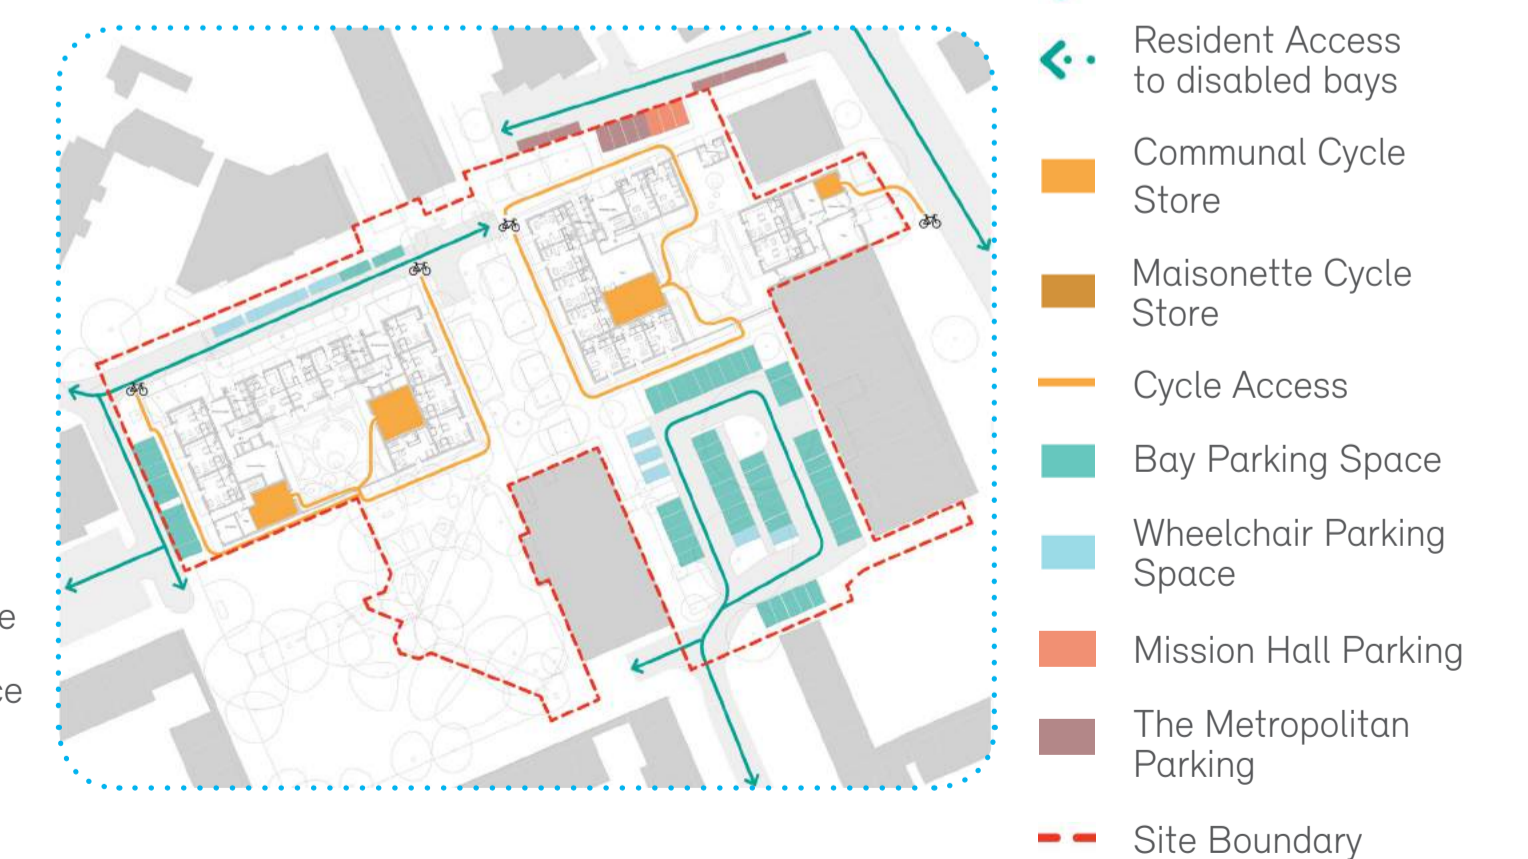 Resident Access
to disabled bays
Communal Cycle
Store
Maisonette Cycle
Store
Cycle Access
Bay Parking Space
Wheelchair Parking
Space
Mission Hall Parking
The Metropolitan
Parking
Site Boundary
e
ce